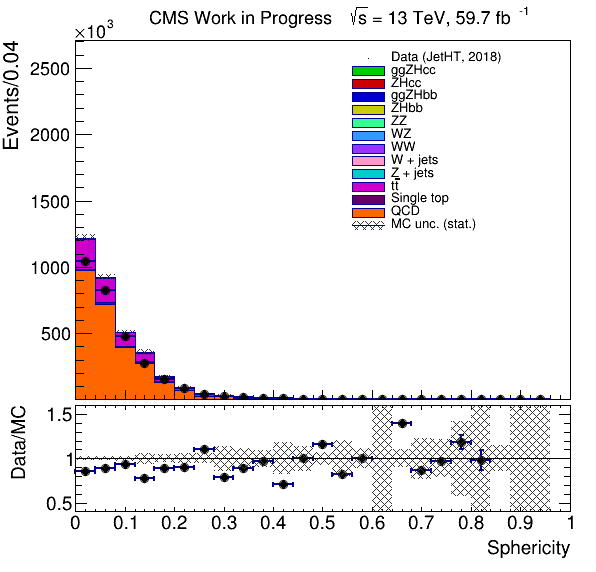 CMS Work in Progress √s = 13 TeV, 59.7 fb⁻¹
×10³
Events/0.04
2500
2000
1500
1000
500
Data (JetHT, 2018)
ggZHcc
ZHcc
ggZHbb
ZHbb
ZZ
WZ
WW
W + jets
Z + jets
tt̅
Single top
QCD
MC unc. (stat.)
Data/MC
1.5
1
0.5
0 0.1 0.2 0.3 0.4 0.5 0.6 0.7 0.8 0.9 1
Sphericity